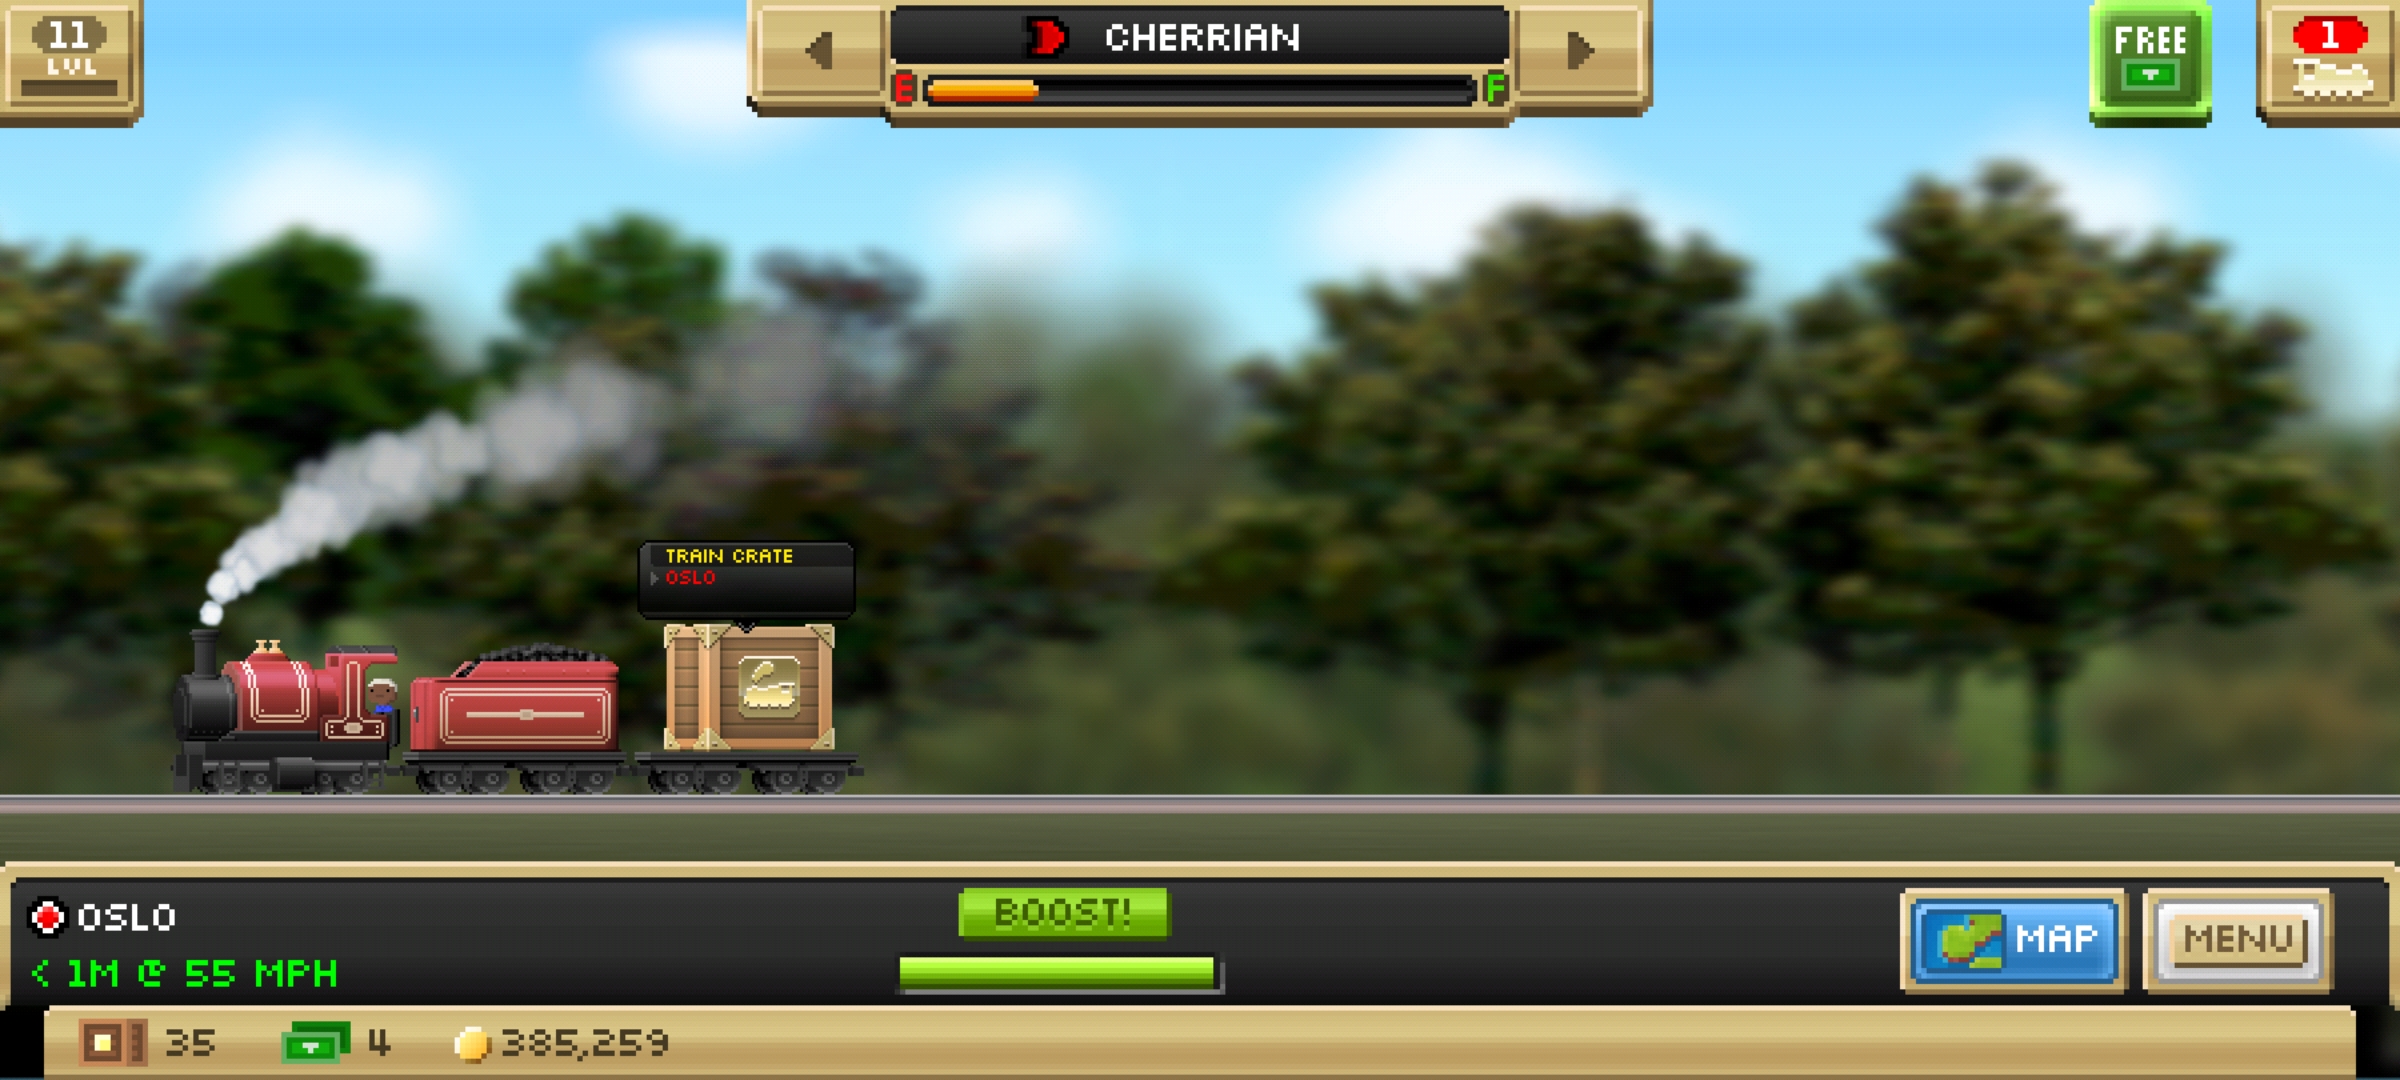 11
LVL
CHERRIAN
E F
FREE
1
TRAIN CRATE
OSLO
OSLO
< 1M @ 55 MPH
BOOST!
MAP
MENU
35
4
385,259